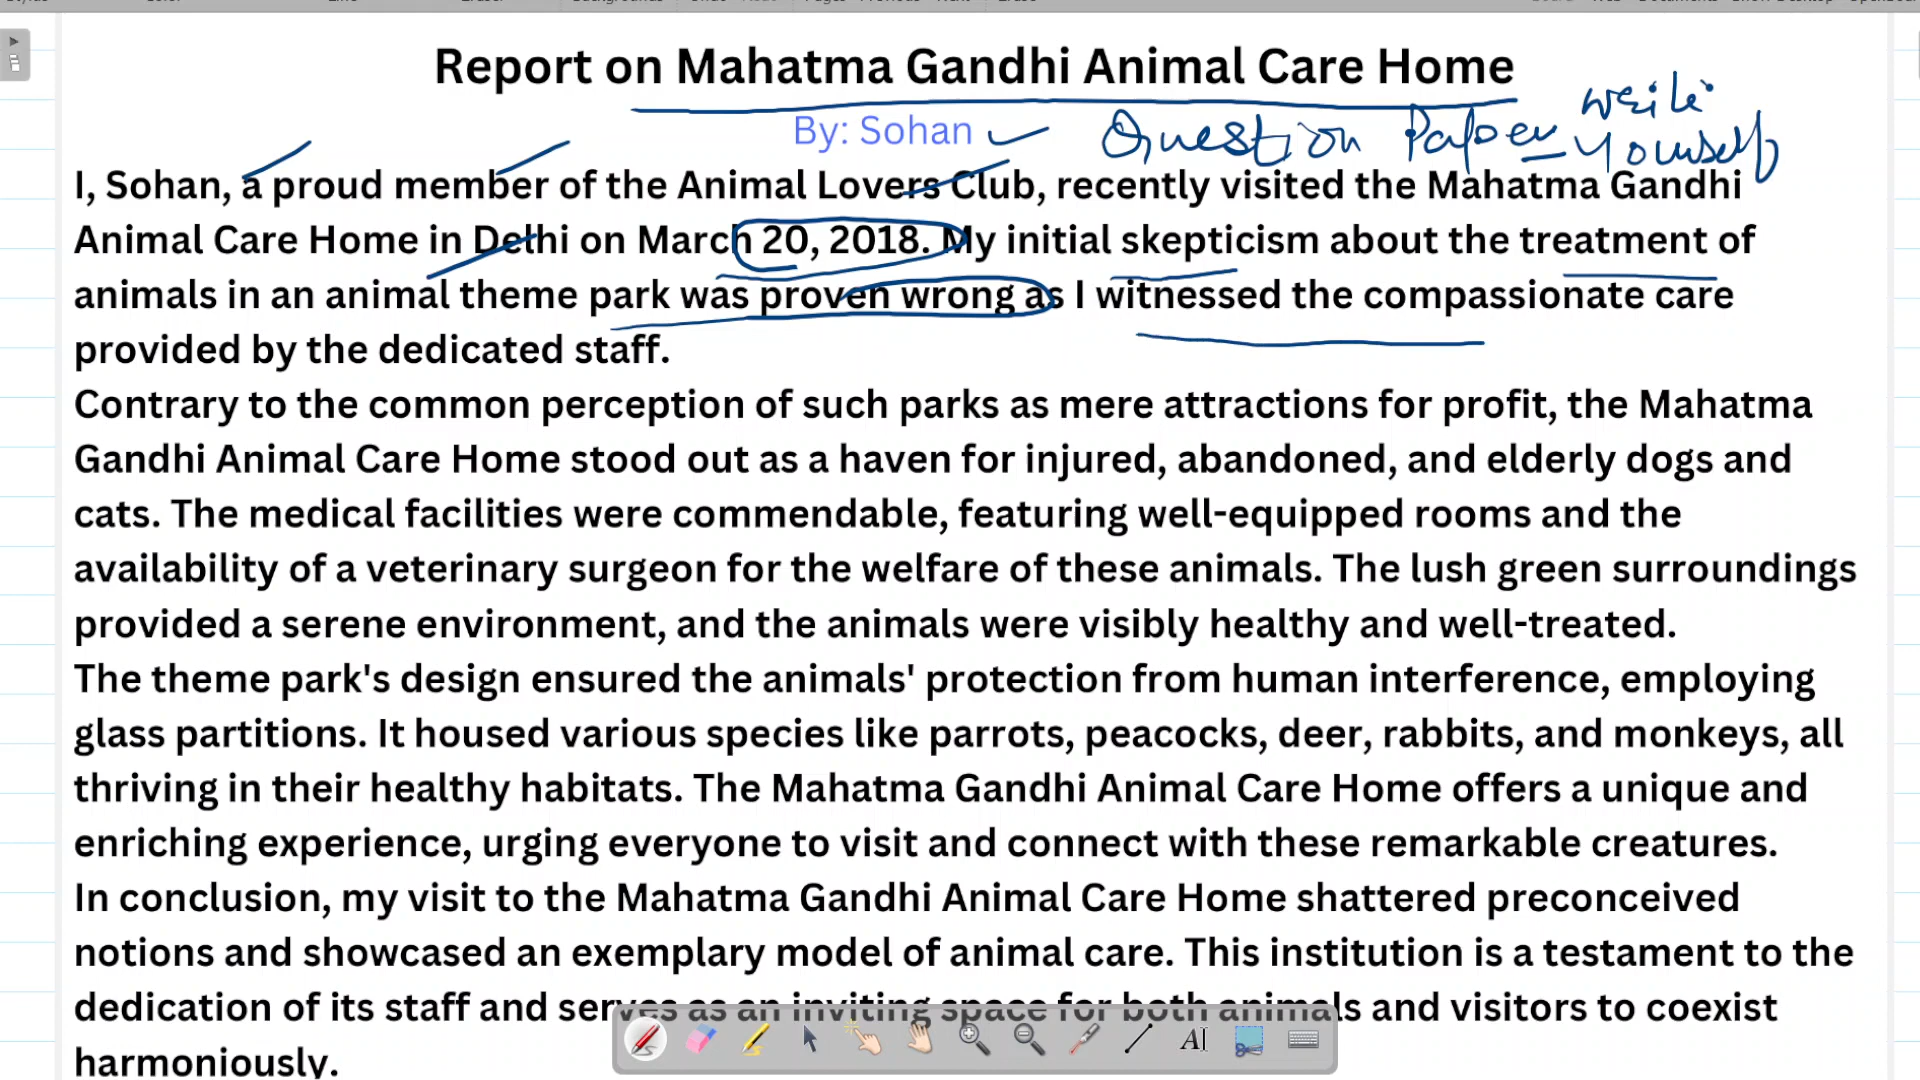 Report on Mahatma Gandhi Animal Care Home
write
By: Sohan Question Paper yourself
I, Sohan, a proud member of the Animal Lovers Club, recently visited the Mahatma Gandhi
Animal Care Home in Delhi on March 20, 2018. My initial skepticism about the treatment of
animals in an animal theme park was proven wrong as I witnessed the compassionate care
provided by the dedicated staff.
Contrary to the common perception of such parks as mere attractions for profit, the Mahatma
Gandhi Animal Care Home stood out as a haven for injured, abandoned, and elderly dogs and
cats. The medical facilities were commendable, featuring well-equipped rooms and the
availability of a veterinary surgeon for the welfare of these animals. The lush green surroundings
provided a serene environment, and the animals were visibly healthy and well-treated.
The theme park's design ensured the animals' protection from human interference, employing
glass partitions. It housed various species like parrots, peacocks, deer, rabbits, and monkeys, all
thriving in their healthy habitats. The Mahatma Gandhi Animal Care Home offers a unique and
enriching experience, urging everyone to visit and connect with these remarkable creatures.
In conclusion, my visit to the Mahatma Gandhi Animal Care Home shattered preconceived
notions and showcased an exemplary model of animal care. This institution is a testament to the
dedication of its staff and serves as an inviting space for both animals and visitors to coexist
harmoniously.